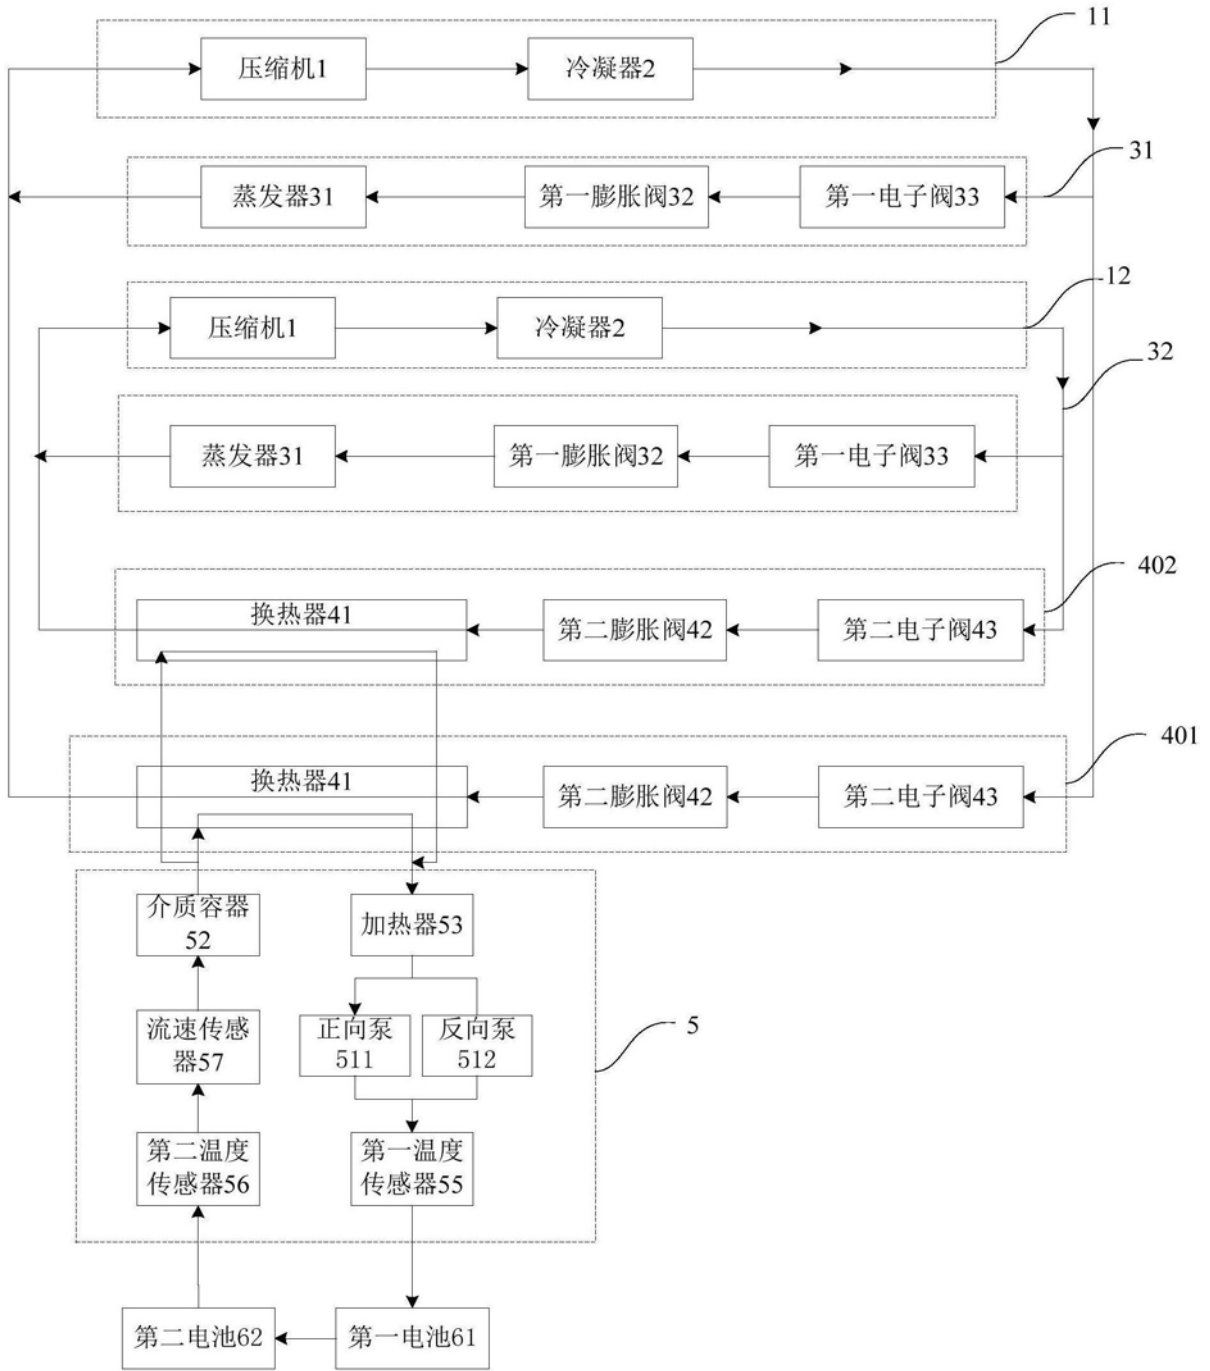 11
压缩机1
冷凝器2
31
蒸发器31
第一膨胀阀32
第一电子阀33
12
压缩机1
冷凝器2
32
蒸发器31
第一膨胀阀32
第一电子阀33
402
换热器41
第二膨胀阀42
第二电子阀43
401
换热器41
第二膨胀阀42
第二电子阀43
介质容器
52
加热器53
流速传感
器57
正向泵
511
反向泵
512
5
第二温度
传感器56
第一温度
传感器55
第二电池62
第一电池61